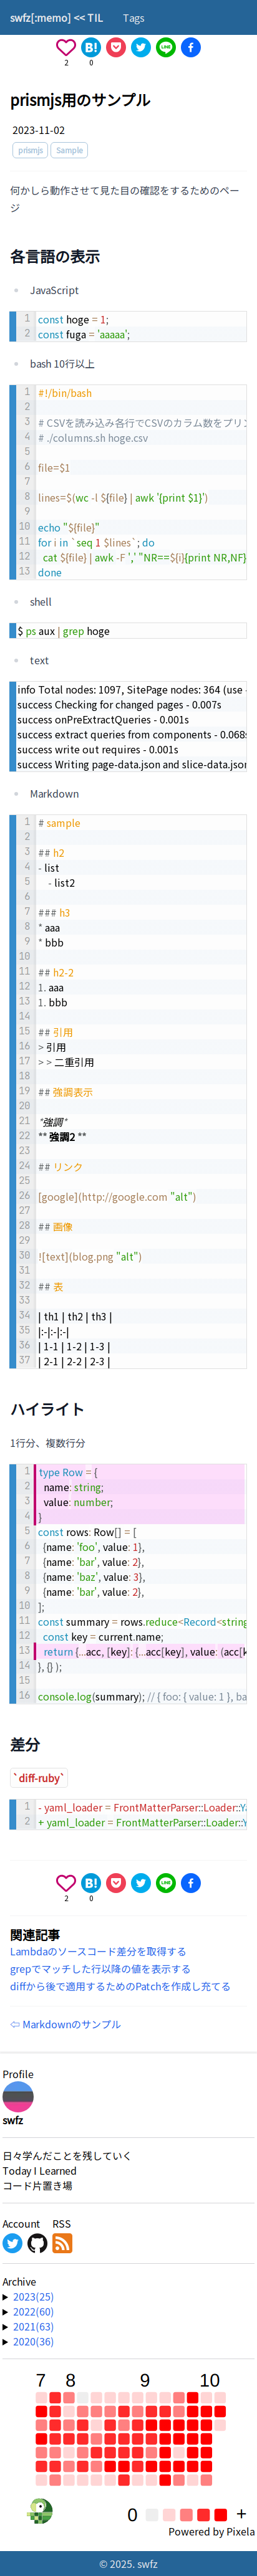 swfz[:memo] << TIL Tags
2 0
prismjs用のサンプル
2023-11-02
prismjs Sample
何かしら動作させて見た目の確認をするためのペー
ジ
各言語の表示
JavaScript
1 const hoge = 1;
2 const fuga = 'aaaaa';
bash 10行以上
1 #!/bin/bash
2
3 # CSVを読み込み各行でCSVのカラム数をプリン
4 # ./columns.sh hoge.csv
5
6 file=$1
7
8 lines=$(wc -l ${file} | awk '{print $1}')
9
10 echo "${file}"
11 for i in `seq 1 $lines`; do
12 cat ${file} | awk -F ',' "NR==${i}{print NR,NF}
13 done
shell
$ ps aux | grep hoge
text
info Total nodes: 1097, SitePage nodes: 364 (use
success Checking for changed pages - 0.007s
success onPreExtractQueries - 0.001s
success extract queries from components - 0.068s
success write out requires - 0.001s
success Writing page-data.json and slice-data.json
Markdown
1 # sample
2
3 ## h2
4 - list
5 - list2
6
7 ### h3
8 * aaa
9 * bbb
10
11 ## h2-2
12 1. aaa
13 1. bbb
14
15 ## 引用
16 > 引用
17 > > 二重引用
18
19 ## 強調表示
20
21 *強調*
22 ** 強調2 **
23
24 ## リンク
25
26 [google](http://google.com "alt")
27
28 ## 画像
29
30 ![text](blog.png "alt")
31
32 ## 表
33
34 | th1 | th2 | th3 |
35 |:-|:-|:-|
36 | 1-1 | 1-2 | 1-3 |
37 | 2-1 | 2-2 | 2-3 |
ハイライト
1行分、複数行分
1 type Row = {
2 name: string;
3 value: number;
4 }
5 const rows: Row[] = [
6 {name: 'foo', value: 1},
7 {name: 'bar', value: 2},
8 {name: 'baz', value: 3},
9 {name: 'bar', value: 2},
10 ];
11 const summary = rows.reduce<Record<string
12 const key = current.name;
13 return {...acc, [key]: {...acc[key], value: (acc[k
14 }, {} );
15
16 console.log(summary); // { foo: { value: 1 }, ba
差分
`diff-ruby`
1 - yaml_loader = FrontMatterParser::Loader::Ya
2 + yaml_loader = FrontMatterParser::Loader::Y
2 0
関連記事
Lambdaのソースコード差分を取得する
grepでマッチした行以降の値を表示する
diffから後で適用するためのPatchを作成し充てる
⇦ Markdownのサンプル
Profile
swfz
日々学んだことを残していく
Today I Learned
コード片置き場
Account RSS
Archive
▶ 2023(25)
▶ 2022(60)
▶ 2021(63)
▶ 2020(36)
7 8 9 10
0 +
Powered by Pixela
© 2025. swfz